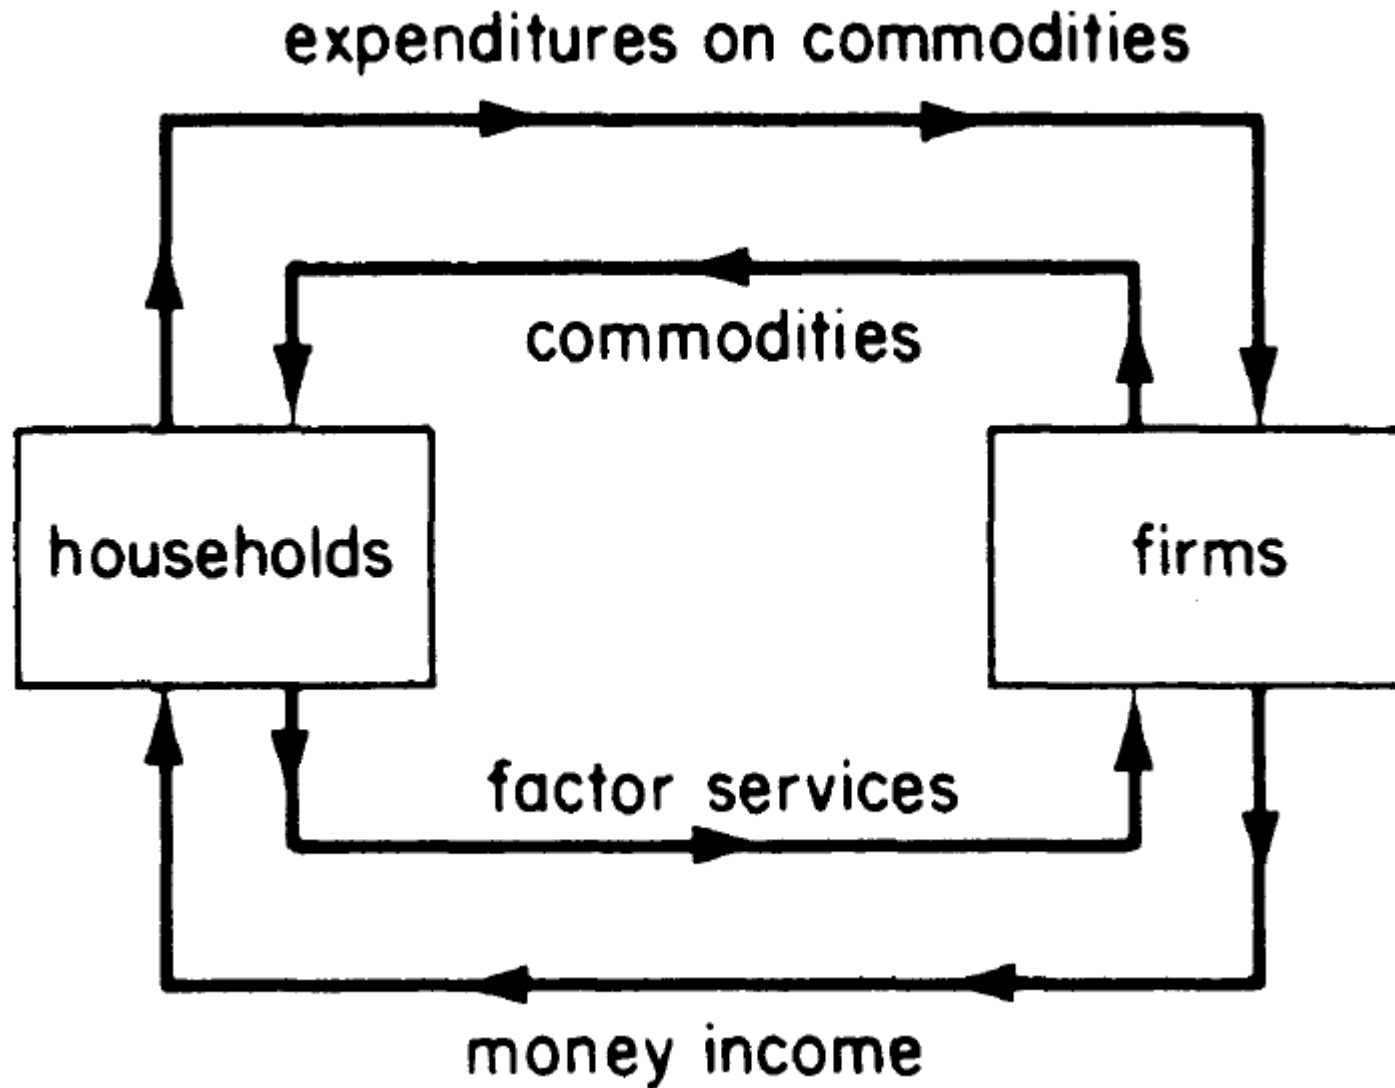 expenditures on commodities
commodities
households
firms
factor services
money income